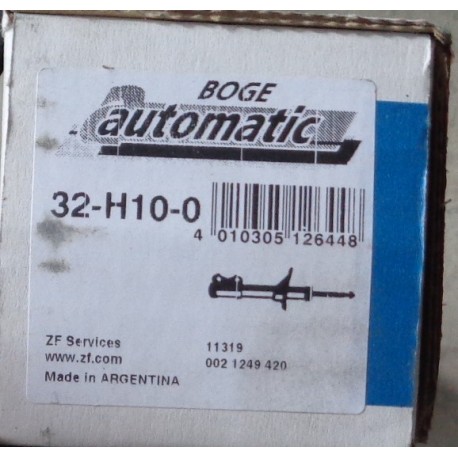 BOGE
automatic
32-H10-0
4 010305 126448
ZF Services
www.zf.com
Made in ARGENTINA
11319
002 1249 420